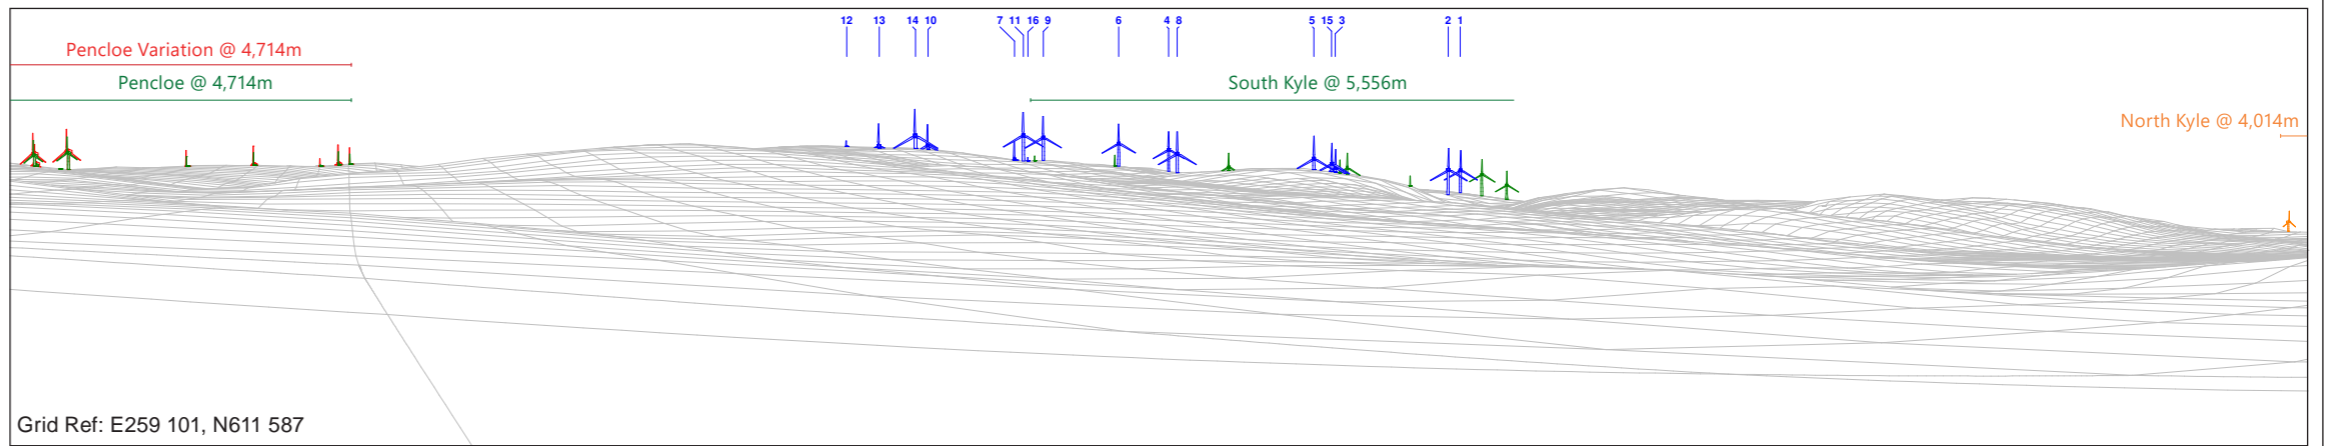 12 13 14 10 7 11 16 9 6 4 8 5 15 3 2 1
Pencloe Variation @ 4,714m
Pencloe @ 4,714m
South Kyle @ 5,556m
North Kyle @ 4,014m
Grid Ref: E259 101, N611 587